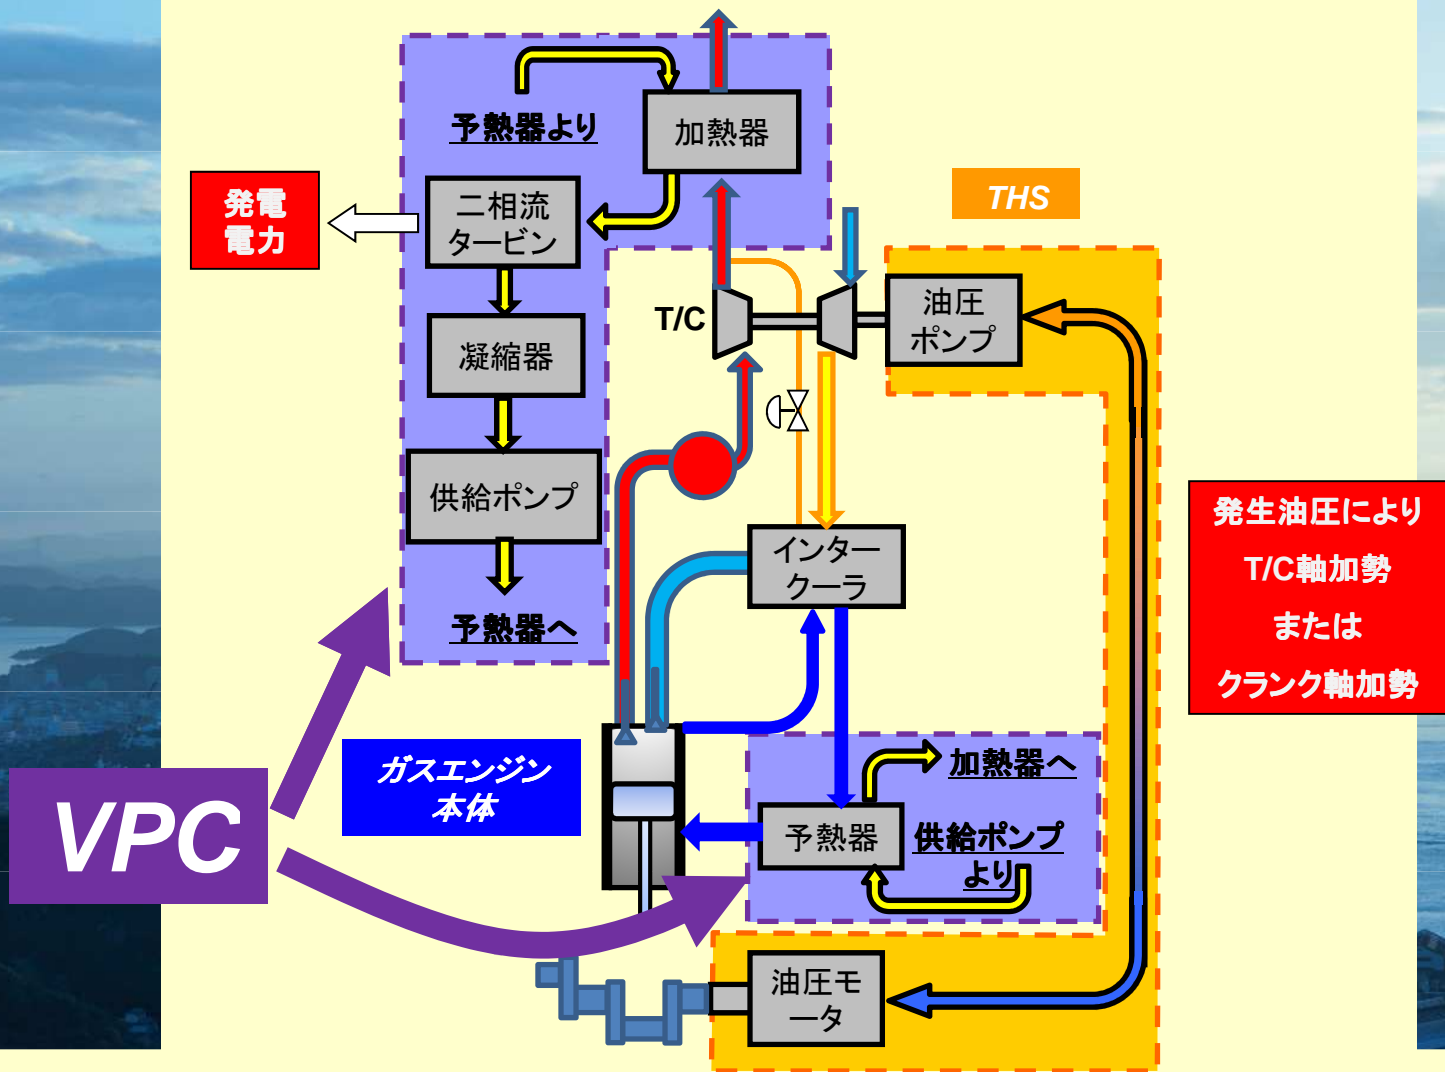 予熱器より
加熱器
発電
電力
二相流
タービン
THS
油圧
ポンプ
T/C
凝縮器
供給ポンプ
インター
クーラ
発生油圧により
T/C軸加勢
または
クランク軸加勢
予熱器へ
ガスエンジン
本体
加熱器へ
VPC
予熱器
供給ポンプ
より
油圧モ
ータ